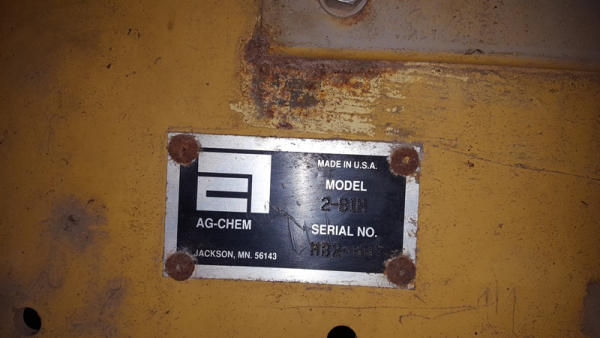 MADE IN U.S.A.
MODEL
2-BIN
AG-CHEM
SERIAL NO.
JACKSON, MN. 56143